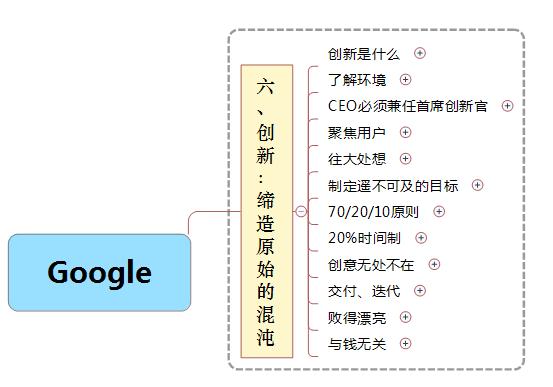 Google
六、创新：缔造原始的混沌
创新是什么
了解环境
CEO必须兼任首席创新官
聚焦用户
往大处想
制定遥不可及的目标
70/20/10原则
20%时间制
创意无处不在
交付、迭代
败得漂亮
与钱无关